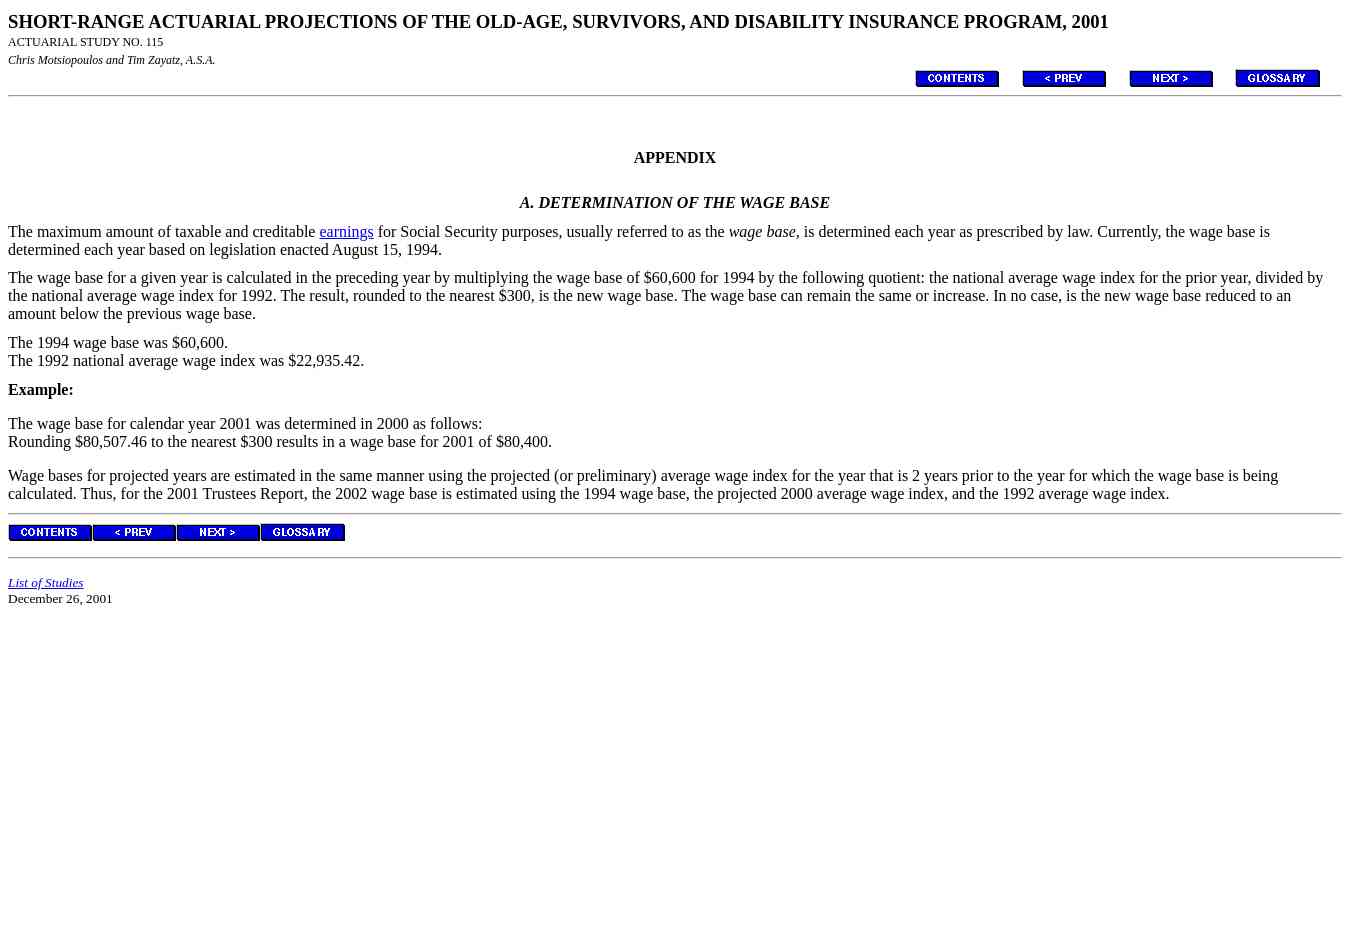 SHORT-RANGE ACTUARIAL PROJECTIONS OF THE OLD-AGE, SURVIVORS, AND DISABILITY INSURANCE PROGRAM, 2001
ACTUARIAL STUDY NO. 115
Chris Motsiopoulos and Tim Zayatz, A.S.A.
CONTENTS < PREV NEXT > GLOSSARY
APPENDIX
A. DETERMINATION OF THE WAGE BASE
The maximum amount of taxable and creditable earnings for Social Security purposes, usually referred to as the wage base, is determined each year as prescribed by law. Currently, the wage base is
determined each year based on legislation enacted August 15, 1994.
The wage base for a given year is calculated in the preceding year by multiplying the wage base of $60,600 for 1994 by the following quotient: the national average wage index for the prior year, divided by
the national average wage index for 1992. The result, rounded to the nearest $300, is the new wage base. The wage base can remain the same or increase. In no case, is the new wage base reduced to an
amount below the previous wage base.
The 1994 wage base was $60,600.
The 1992 national average wage index was $22,935.42.
Example:
The wage base for calendar year 2001 was determined in 2000 as follows:
Rounding $80,507.46 to the nearest $300 results in a wage base for 2001 of $80,400.
Wage bases for projected years are estimated in the same manner using the projected (or preliminary) average wage index for the year that is 2 years prior to the year for which the wage base is being
calculated. Thus, for the 2001 Trustees Report, the 2002 wage base is estimated using the 1994 wage base, the projected 2000 average wage index, and the 1992 average wage index.
CONTENTS < PREV NEXT > GLOSSARY
List of Studies
December 26, 2001